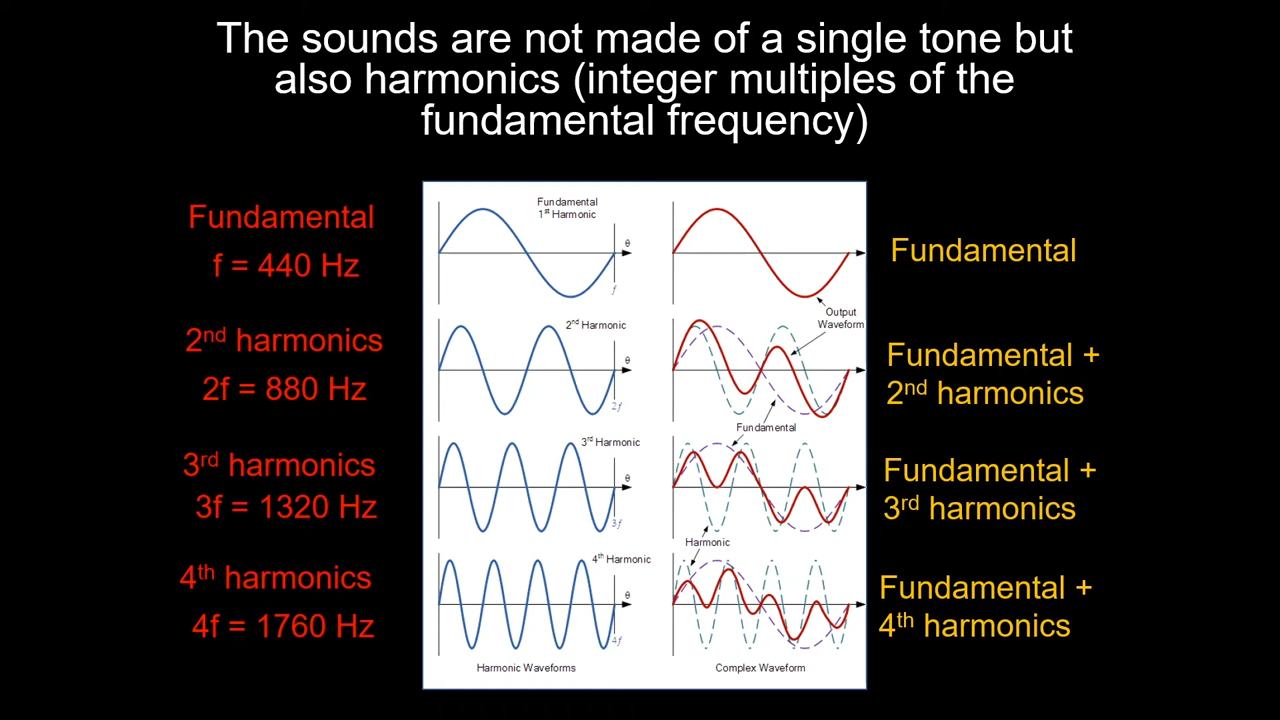 The sounds are not made of a single tone but
also harmonics (integer multiples of the
fundamental frequency)
Fundamental
f = 440 Hz
2nd harmonics
2f = 880 Hz
3rd harmonics
3f = 1320 Hz
4th harmonics
4f = 1760 Hz
Fundamental
1st Harmonic
θ
f
2nd Harmonic
θ
2f
3rd Harmonic
θ
3f
4th Harmonic
θ
4f
Harmonic Waveforms
Output
Waveform
Fundamental
Harmonic
Complex Waveform
Fundamental
Fundamental +
2nd harmonics
Fundamental +
3rd harmonics
Fundamental +
4th harmonics